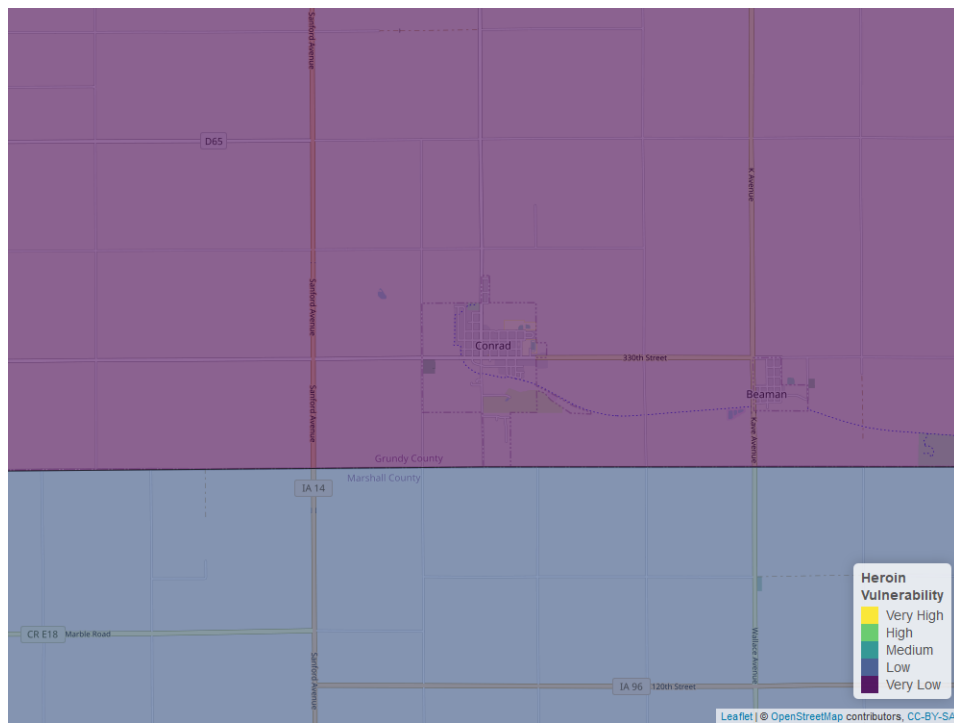 Sanford Avenue
D65
K Avenue
Sanford Avenue
Conrad
330th Street
Sanford Avenue
Beaman
Kaye Avenue
Grundy County
Marshall County
IA 14
CR E18 Marble Road
Sanford Avenue
Wallace Avenue
IA 96 120th Street
Heroin
Vulnerability
Very High
High
Medium
Low
Very Low
Leaflet | © OpenStreetMap contributors, CC-BY-SA